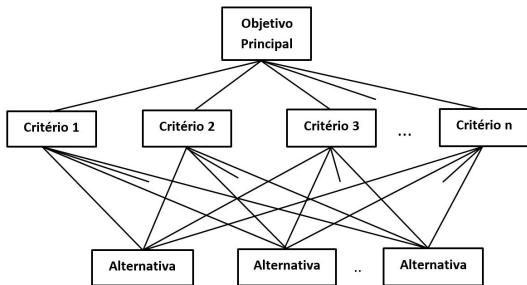 Objetivo
Principal
Critério 1
Critério 2
Critério 3
...
Critério n
Alternativa
Alternativa
..
Alternativa